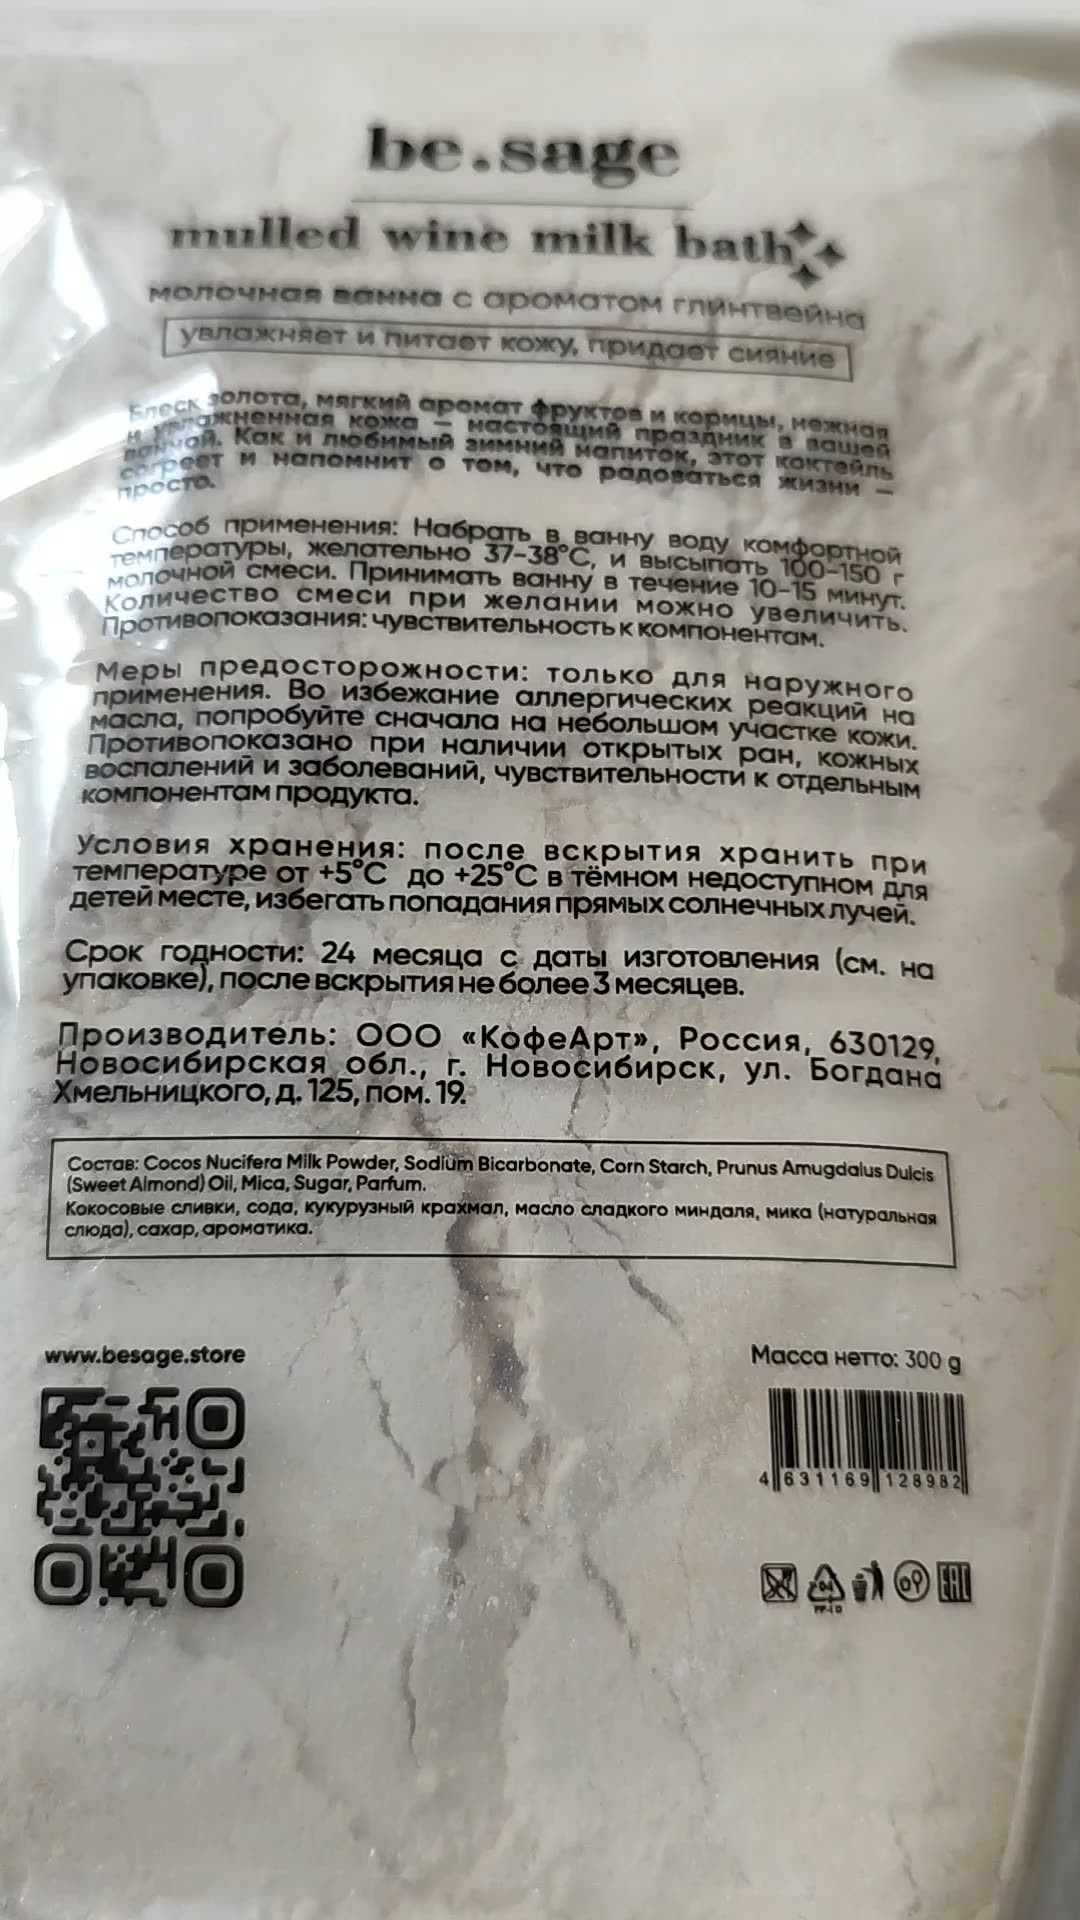 be.sage
mulled wine milk bath
молочная ванна с ароматом глинтвейна
увлажняет и питает кожу, придает сияние
Блеск золота, мягкий аромат фруктов и корицы, нежная
и увлажненная кожа – настоящий праздник в вашей
ванной. Как и любимый зимний напиток, этот коктейль
согреет и напомнит о том, что радоваться жизни –
просто.
Способ применения: Набрать в ванну воду комфортной
температуры, желательно 37-38°C, и высыпать 100-150 г
молочной смеси. Принимать ванну в течение 10-15 минут.
Количество смеси при желании можно увеличить.
Противопоказания: чувствительность к компонентам.
Меры предосторожности: только для наружного
применения. Во избежание аллергических реакций на
масла, попробуйте сначала на небольшом участке кожи.
Противопоказано при наличии открытых ран, кожных
воспалений и заболеваний, чувствительности к отдельным
компонентам продукта.
Условия хранения: после вскрытия хранить при
температуре от +5°C до +25°C в тёмном недоступном для
детей месте, избегать попадания прямых солнечных лучей.
Срок годности: 24 месяца с даты изготовления (см. на
упаковке), после вскрытия не более 3 месяцев.
Производитель: ООО «КофеАрт», Россия, 630129,
Новосибирская обл., г. Новосибирск, ул. Богдана
Хмельницкого, д. 125, пом. 19.
Состав: Cocos Nucifera Milk Powder, Sodium Bicarbonate, Corn Starch, Prunus Amugdalus Dulcis
(Sweet Almond) Oil, Mica, Sugar, Parfum.
Кокосовые сливки, сода, кукурузный крахмал, масло сладкого миндаля, мика (натуральная
слюда), сахар, ароматика.
www.besage.store
Масса нетто: 300 g
4 631169 128982
EAC